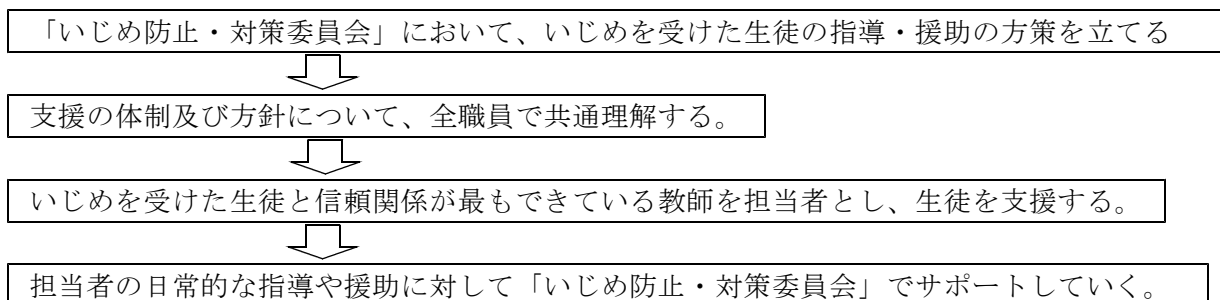 「いじめ防止・対策委員会」において、いじめを受けた生徒の指導・援助の方策を立てる
支援の体制及び方針について、全職員で共通理解する。
いじめを受けた生徒と信頼関係が最もできている教師を担当者とし、生徒を支援する。
担当者の日常的な指導や援助に対して「いじめ防止・対策委員会」でサポートしていく。